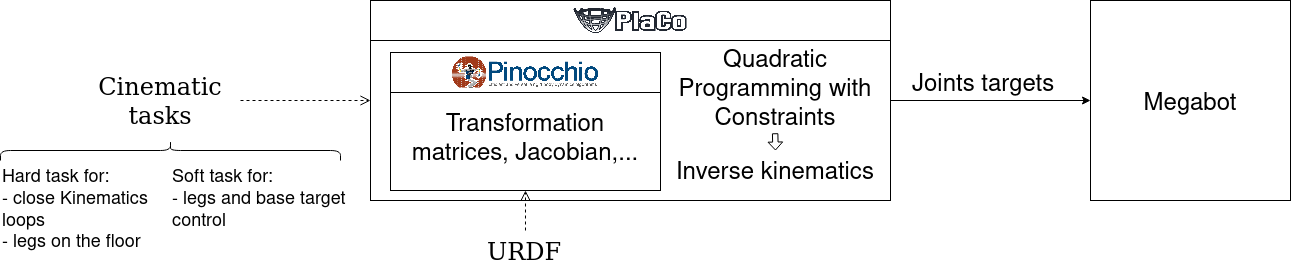 PlaCo
Pinocchio
Cinematic
tasks
Hard task for:
- close Kinematics
loops
- legs on the floor
Soft task for:
- legs and base target
control
Transformation
matrices, Jacobian,...
URDF
Quadratic
Programming with
Constraints
Inverse kinematics
Joints targets
Megabot